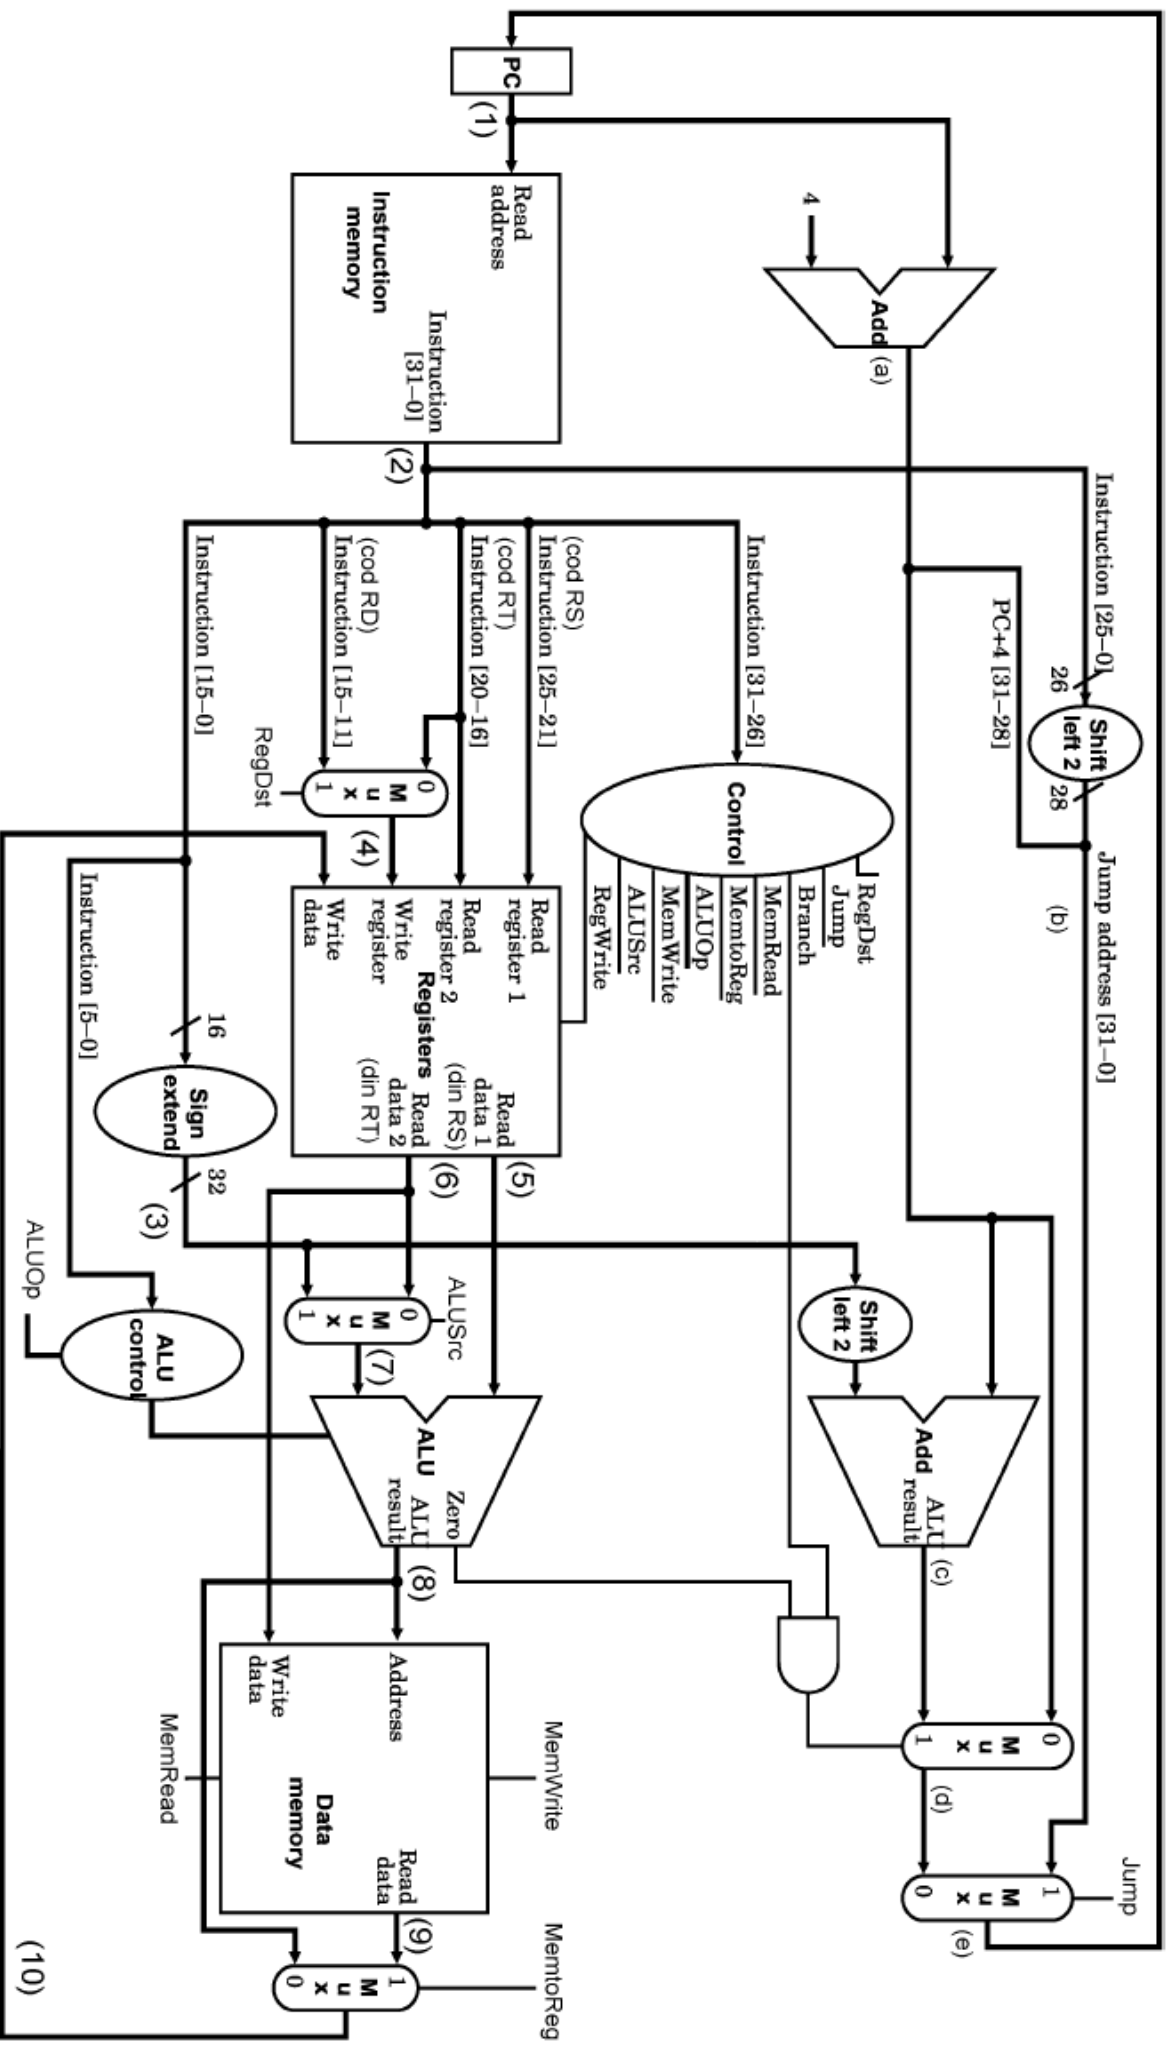 Instruction [25–0]
26
Shift
left 2
28
Jump address [31–0]
PC+4 [31–28]
(b)
Jump
4
Add
(a)
Shift
left 2
Add
ALU
result
(c)
0
M
u
x
1
(d)
1
M
u
x
0
(e)
Instruction [31–26]
Control
RegDst
Jump
Branch
MemRead
MemtoReg
ALUOp
MemWrite
ALUSrc
RegWrite
PC
(1)
Read
address
Instruction
memory
Instruction
[31–0]
(2)
(cod RS)
Instruction [25–21]
(cod RT)
Instruction [20–16]
(cod RD)
Instruction [15–11]
Instruction [15–0]
0
M
u
x
1
RegDst
(4)
Read
register 1
Read
register 2
Write
register
Write
data
Registers
Read
data 1
(din RS)
Read
data 2
(din RT)
(5)
(6)
ALUSrc
0
M
u
x
1
(7)
Zero
ALU
ALU
result
(8)
MemWrite
Address
Write
data
Data
memory
Read
data
MemRead
(9)
MemtoReg
1
M
u
x
0
16
Sign
extend
32
(3)
Instruction [5–0]
ALU
control
ALUOp
(10)